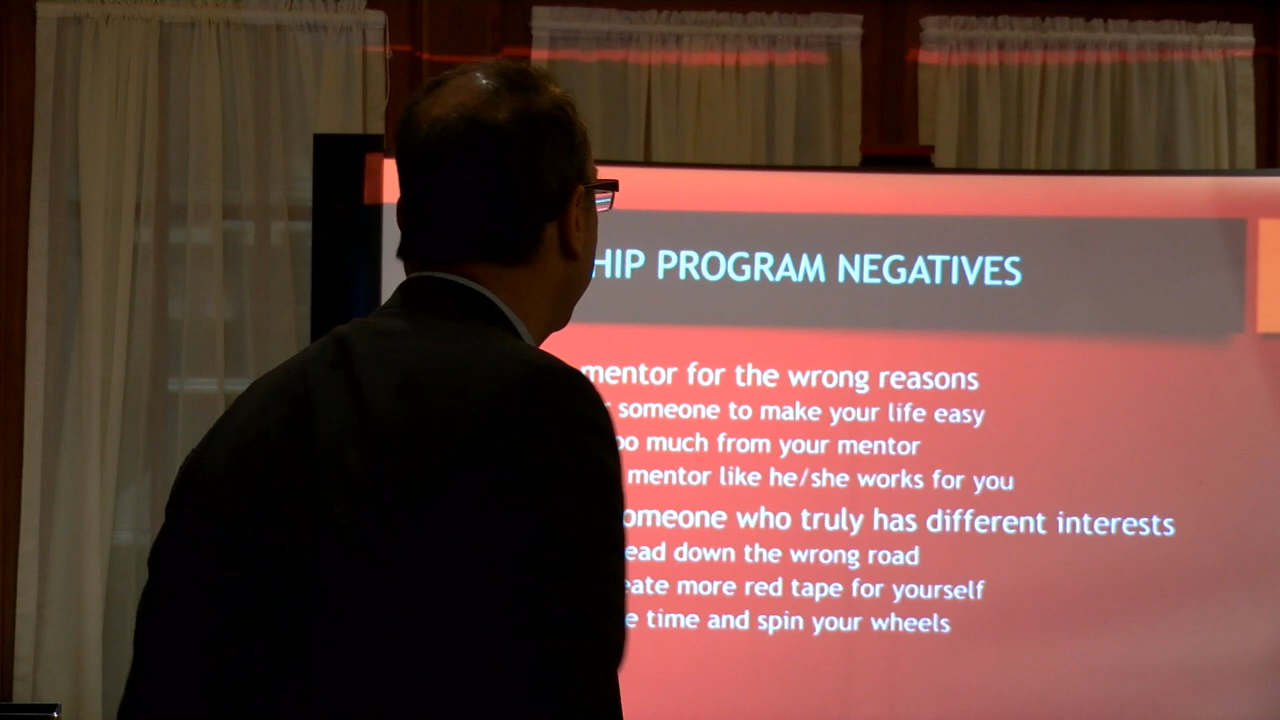 HIP PROGRAM NEGATIVES
mentor for the wrong reasons
someone to make your life easy
oo much from your mentor
mentor like he/she works for you
omeone who truly has different interests
ead down the wrong road
eate more red tape for yourself
e time and spin your wheels